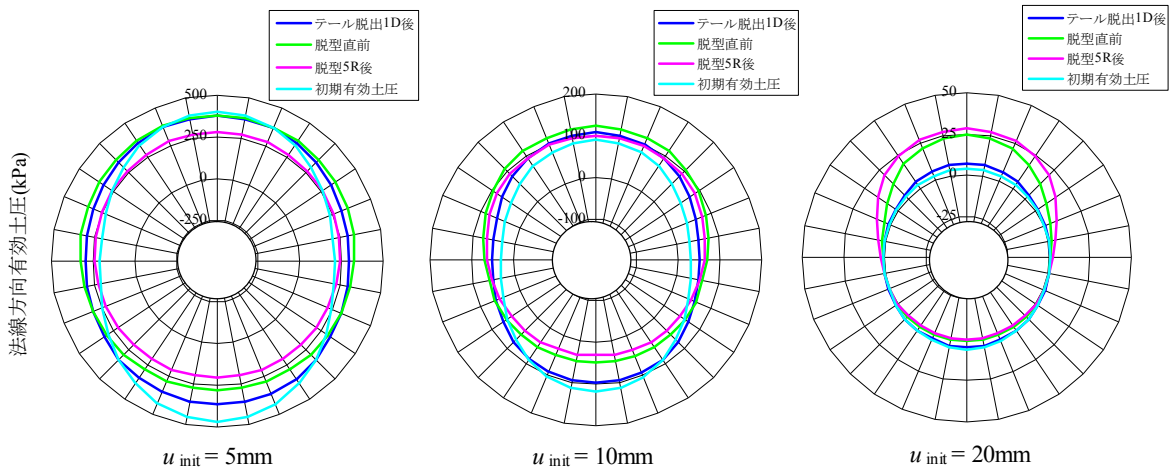 テール脱出1D後
脱型直前
脱型5R後
初期有効土圧
テール脱出1D後
脱型直前
脱型5R後
初期有効土圧
テール脱出1D後
脱型直前
脱型5R後
初期有効土圧
法線方向有効土圧(kPa)
500
250
0
-250
200
100
0
-100
50
25
0
-25
u init = 5mm
u init = 10mm
u init = 20mm